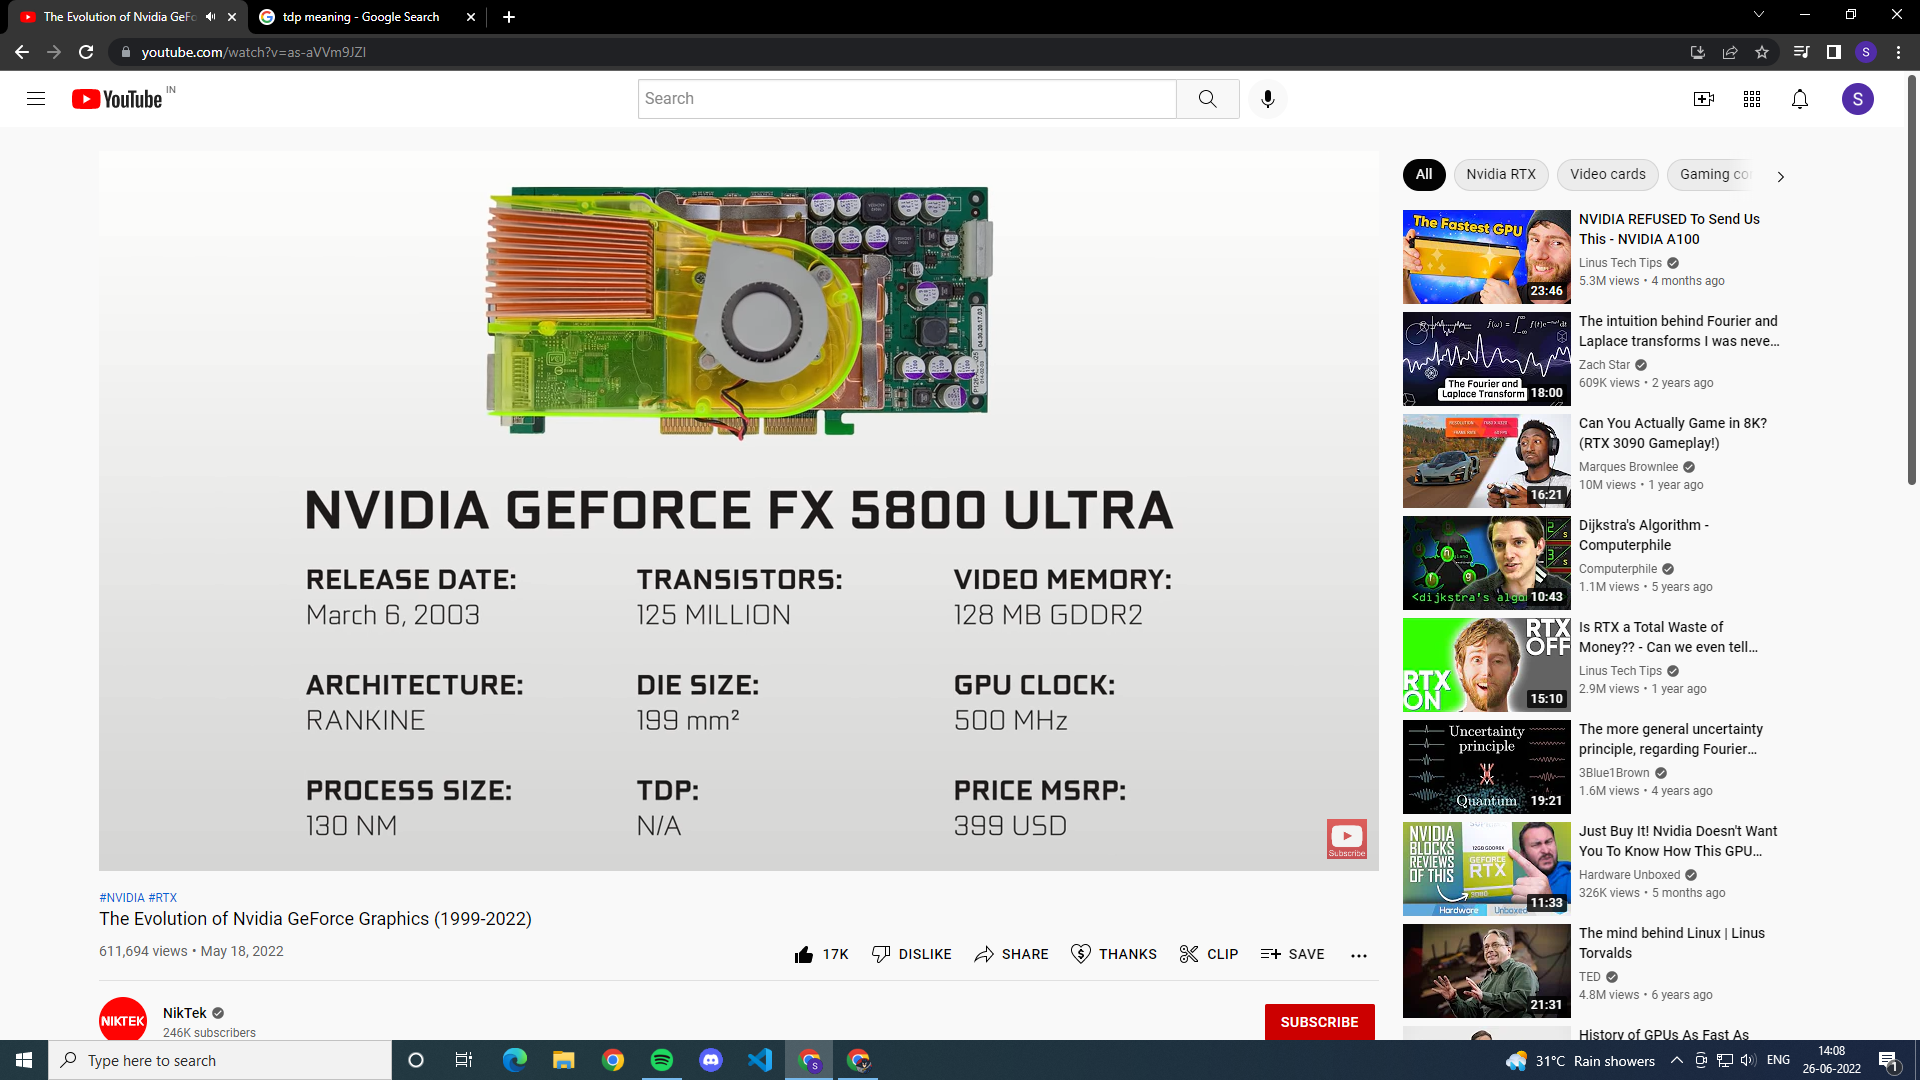 The Evolution of Nvidia GeFo
tdp meaning - Google Search
youtube.com/watch?v=as-aVVm9JZI
S
YouTube IN
Search
S
All
Nvidia RTX
Video cards
Gaming co
NVIDIA GEFORCE FX 5800 ULTRA
RELEASE DATE:
March 6, 2003
TRANSISTORS:
125 MILLION
VIDEO MEMORY:
128 MB GDDR2
ARCHITECTURE:
RANKINE
DIE SIZE:
199 mm²
GPU CLOCK:
500 MHz
PROCESS SIZE:
130 NM
TDP:
N/A
PRICE MSRP:
399 USD
Subscribe
#NVIDIA #RTX
The Evolution of Nvidia GeForce Graphics (1999-2022)
611,694 views • May 18, 2022
17K
DISLIKE
SHARE
THANKS
CLIP
SAVE
NIKTEK
NikTek
246K subscribers
SUBSCRIBE
The Fastest GPU
23:46
NVIDIA REFUSED To Send Us
This - NVIDIA A100
Linus Tech Tips
5.3M views • 4 months ago
The Fourier and
Laplace Transform
18:00
The intuition behind Fourier and
Laplace transforms I was neve...
Zach Star
609K views • 2 years ago
16:21
Can You Actually Game in 8K?
(RTX 3090 Gameplay!)
Marques Brownlee
10M views • 1 year ago
<dijkstra's algo
10:43
Dijkstra's Algorithm -
Computerphile
Computerphile
1.1M views • 5 years ago
RTX
OFF
RTX
ON
15:10
Is RTX a Total Waste of
Money?? - Can we even tell...
Linus Tech Tips
2.9M views • 1 year ago
Uncertainty
principle
Quantum
19:21
The more general uncertainty
principle, regarding Fourier...
3Blue1Brown
1.6M views • 4 years ago
NVIDIA
BLOCKS
REVIEWS
OF THIS
GEFORCE
RTX
Hardware Unboxed
11:33
Just Buy It! Nvidia Doesn't Want
You To Know How This GPU...
Hardware Unboxed
326K views • 5 months ago
21:31
The mind behind Linux | Linus
Torvalds
TED
4.8M views • 6 years ago
History of GPUs As Fast As
Type here to search
31°C Rain showers
ENG
14:08
26-06-2022
1